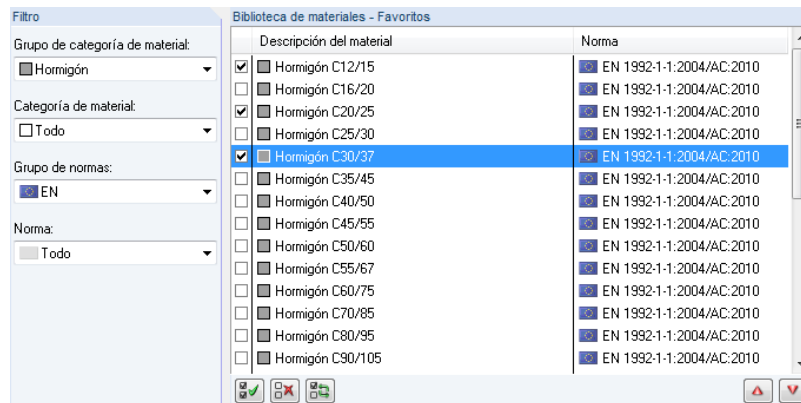 Filtro
Grupo de categoría de material:
Hormigón
Categoría de material:
Todo
Grupo de normas:
EN
Norma:
Todo
Biblioteca de materiales - Favoritos
Descripción del material Norma
Hormigón C12/15 EN 1992-1-1:2004/AC:2010
Hormigón C16/20 EN 1992-1-1:2004/AC:2010
Hormigón C20/25 EN 1992-1-1:2004/AC:2010
Hormigón C25/30 EN 1992-1-1:2004/AC:2010
Hormigón C30/37 EN 1992-1-1:2004/AC:2010
Hormigón C35/45 EN 1992-1-1:2004/AC:2010
Hormigón C40/50 EN 1992-1-1:2004/AC:2010
Hormigón C45/55 EN 1992-1-1:2004/AC:2010
Hormigón C50/60 EN 1992-1-1:2004/AC:2010
Hormigón C55/67 EN 1992-1-1:2004/AC:2010
Hormigón C60/75 EN 1992-1-1:2004/AC:2010
Hormigón C70/85 EN 1992-1-1:2004/AC:2010
Hormigón C80/95 EN 1992-1-1:2004/AC:2010
Hormigón C90/105 EN 1992-1-1:2004/AC:2010